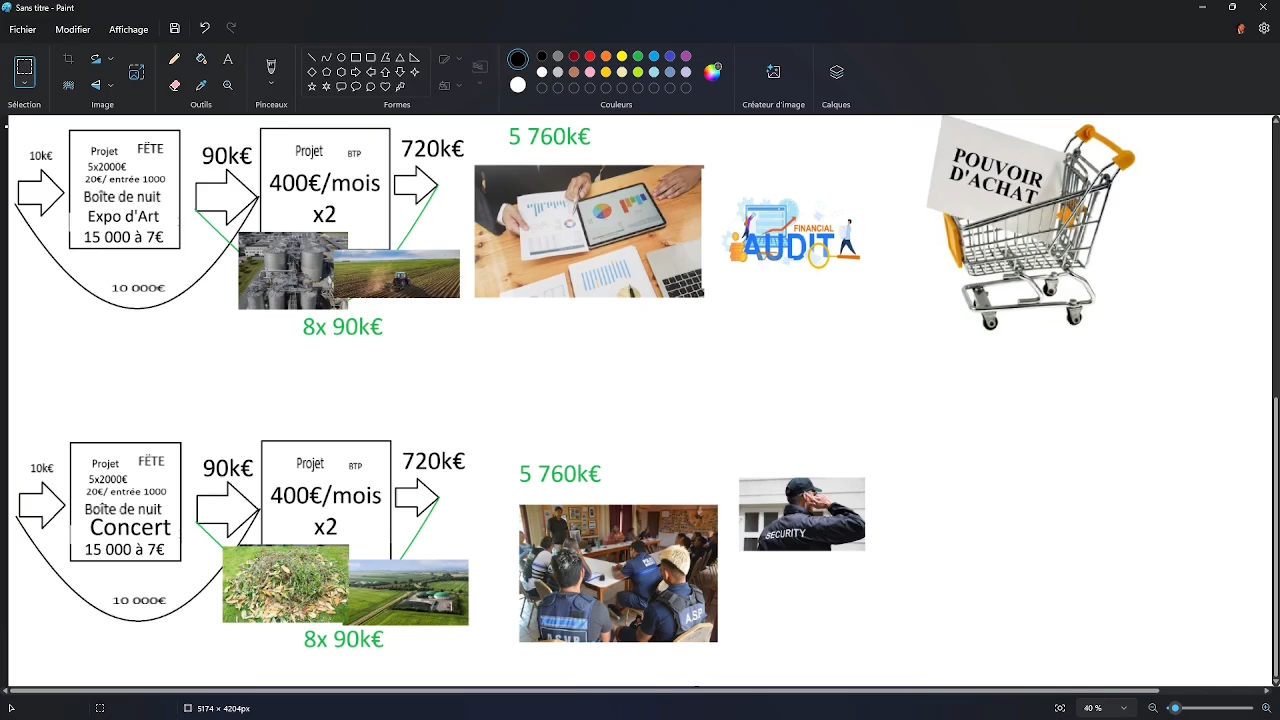 Sans titre - Paint
Fichier
Modifier
Affichage
Sélection
Image
Outils
Pinceaux
Formes
Couleurs
Créateur d'image
Calques
10k€
Projet FËTE
5x2000€
20€/ entrée 1000
Boîte de nuit
Expo d'Art
15 000 à 7€
10 000€
90k€
Projet BTP
400€/mois
x2
720k€
8x 90k€
5 760k€
FINANCIAL
AUDIT
POUVOIR
D'ACHAT
10k€
Projet FËTE
5x2000€
20€/ entrée 1000
Boîte de nuit
Concert
15 000 à 7€
10 000€
90k€
Projet BTP
400€/mois
x2
720k€
8x 90k€
5 760k€
A.S.V.P
A.S.P
SECURITY
5174 × 4204px
40 %